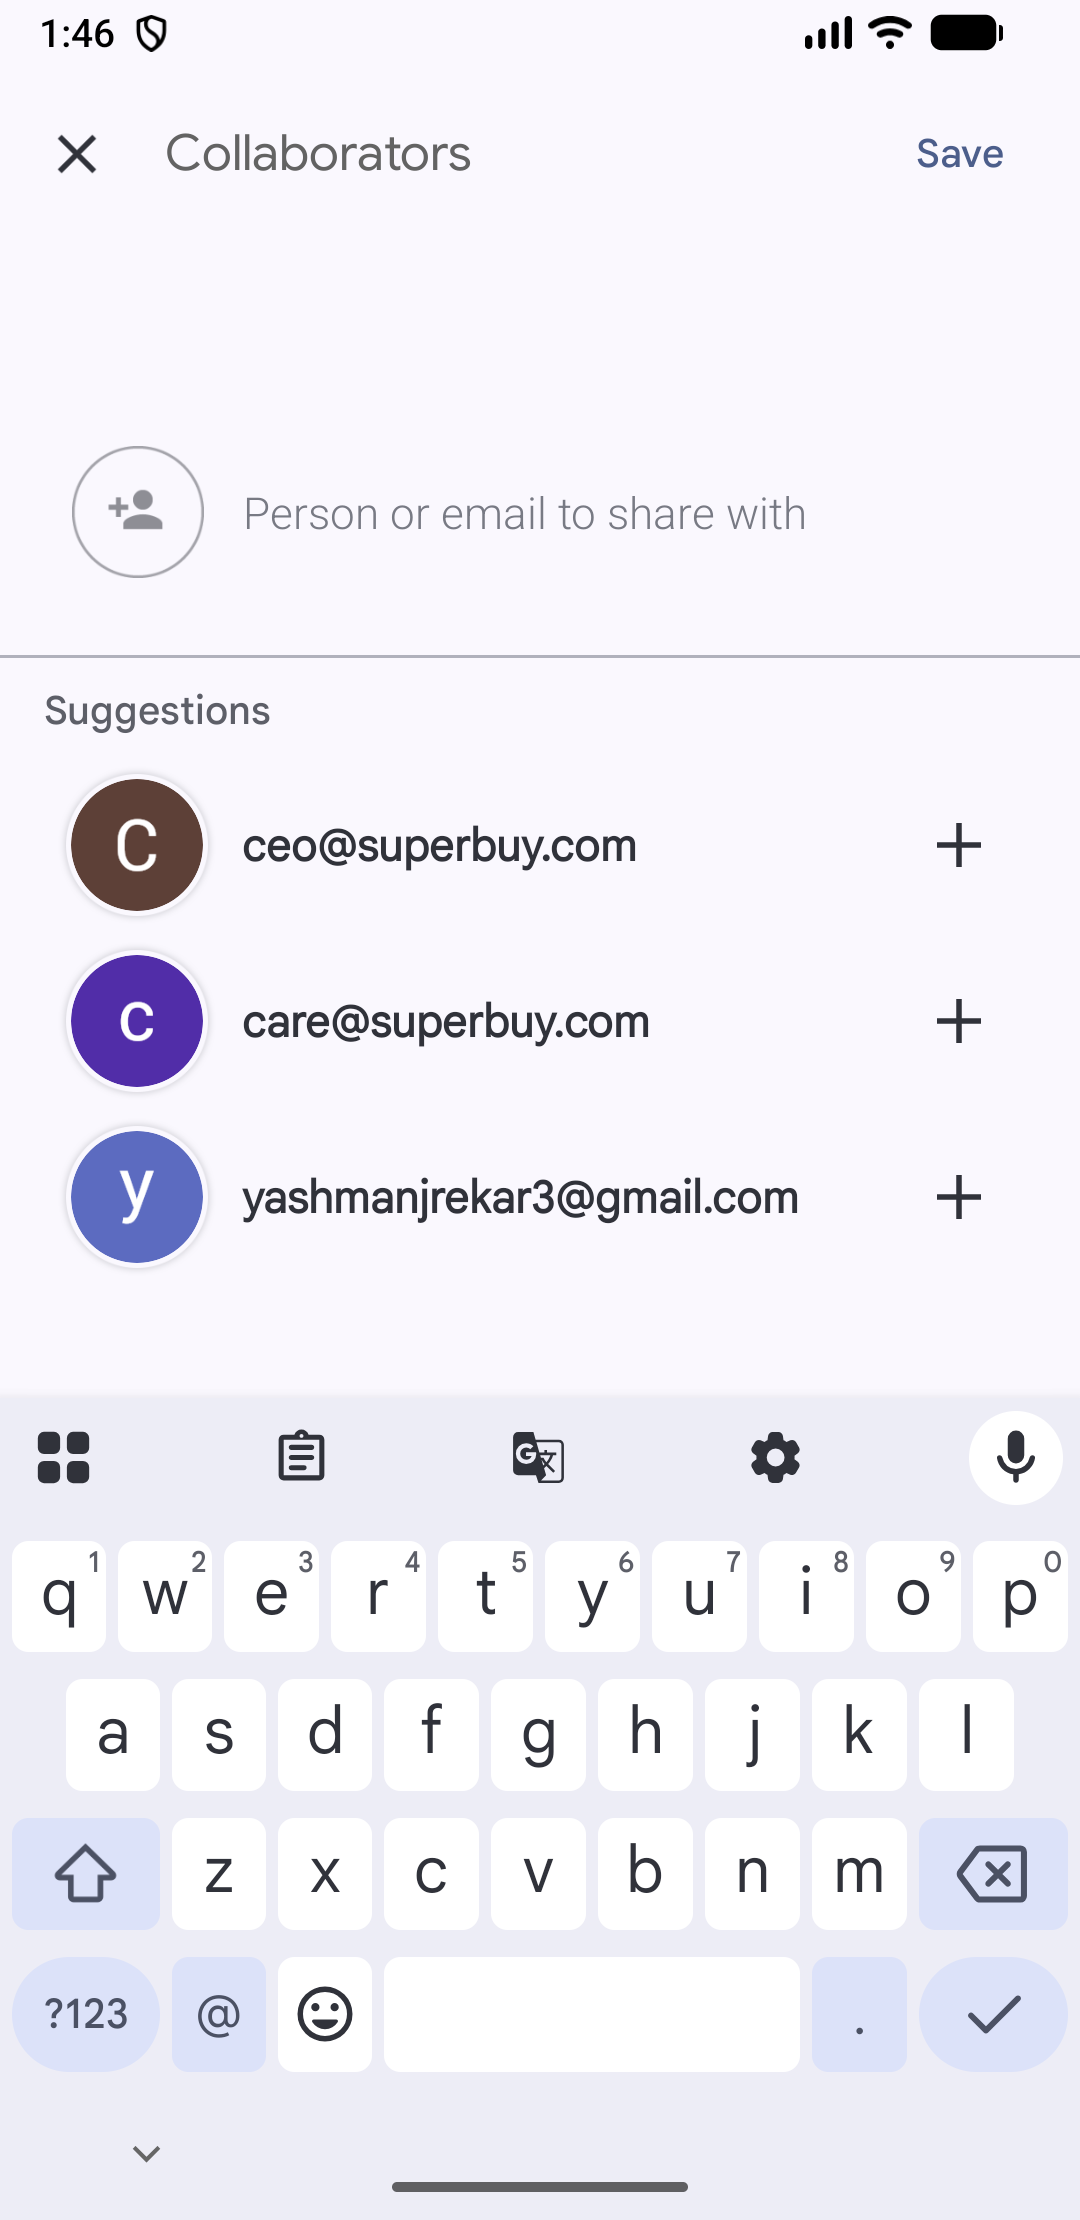 1:46
Collaborators
Save
Person or email to share with
Suggestions
C
ceo@superbuy.com
c
care@superbuy.com
y
yashmanjrekar3@gmail.com
G 文
q 1 w 2 e 3 r 4 t 5 y 6 u 7 i 8 o 9 p 0
a s d f g h j k l
z x c v b n m
?123 @ .